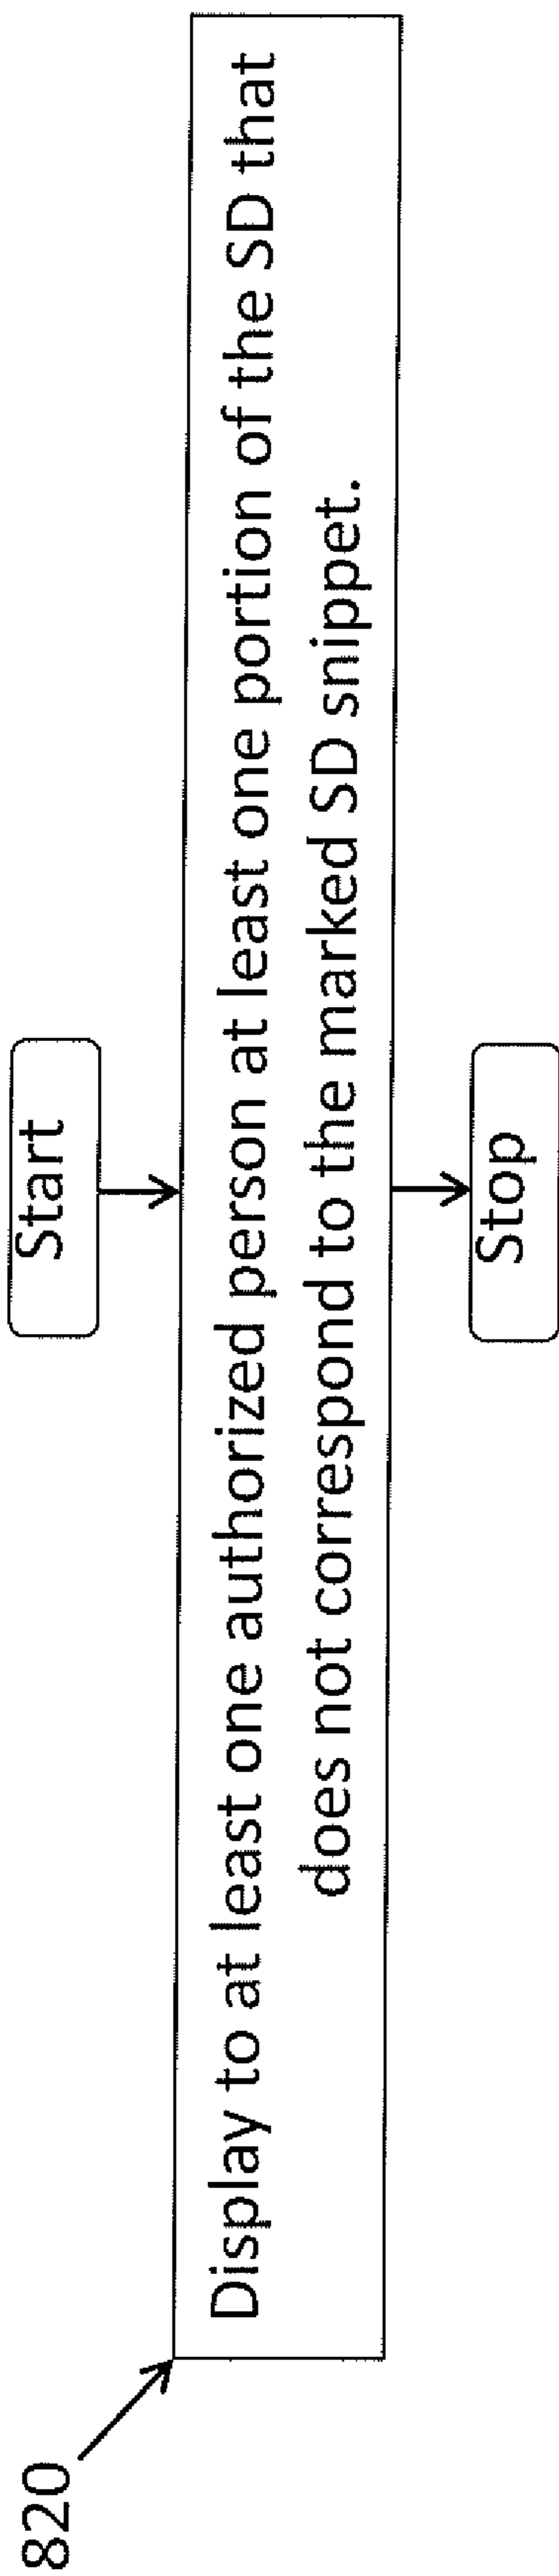 820
Start
Display to at least one authorized person at least one portion of the SD that
does not correspond to the marked SD snippet.
Stop